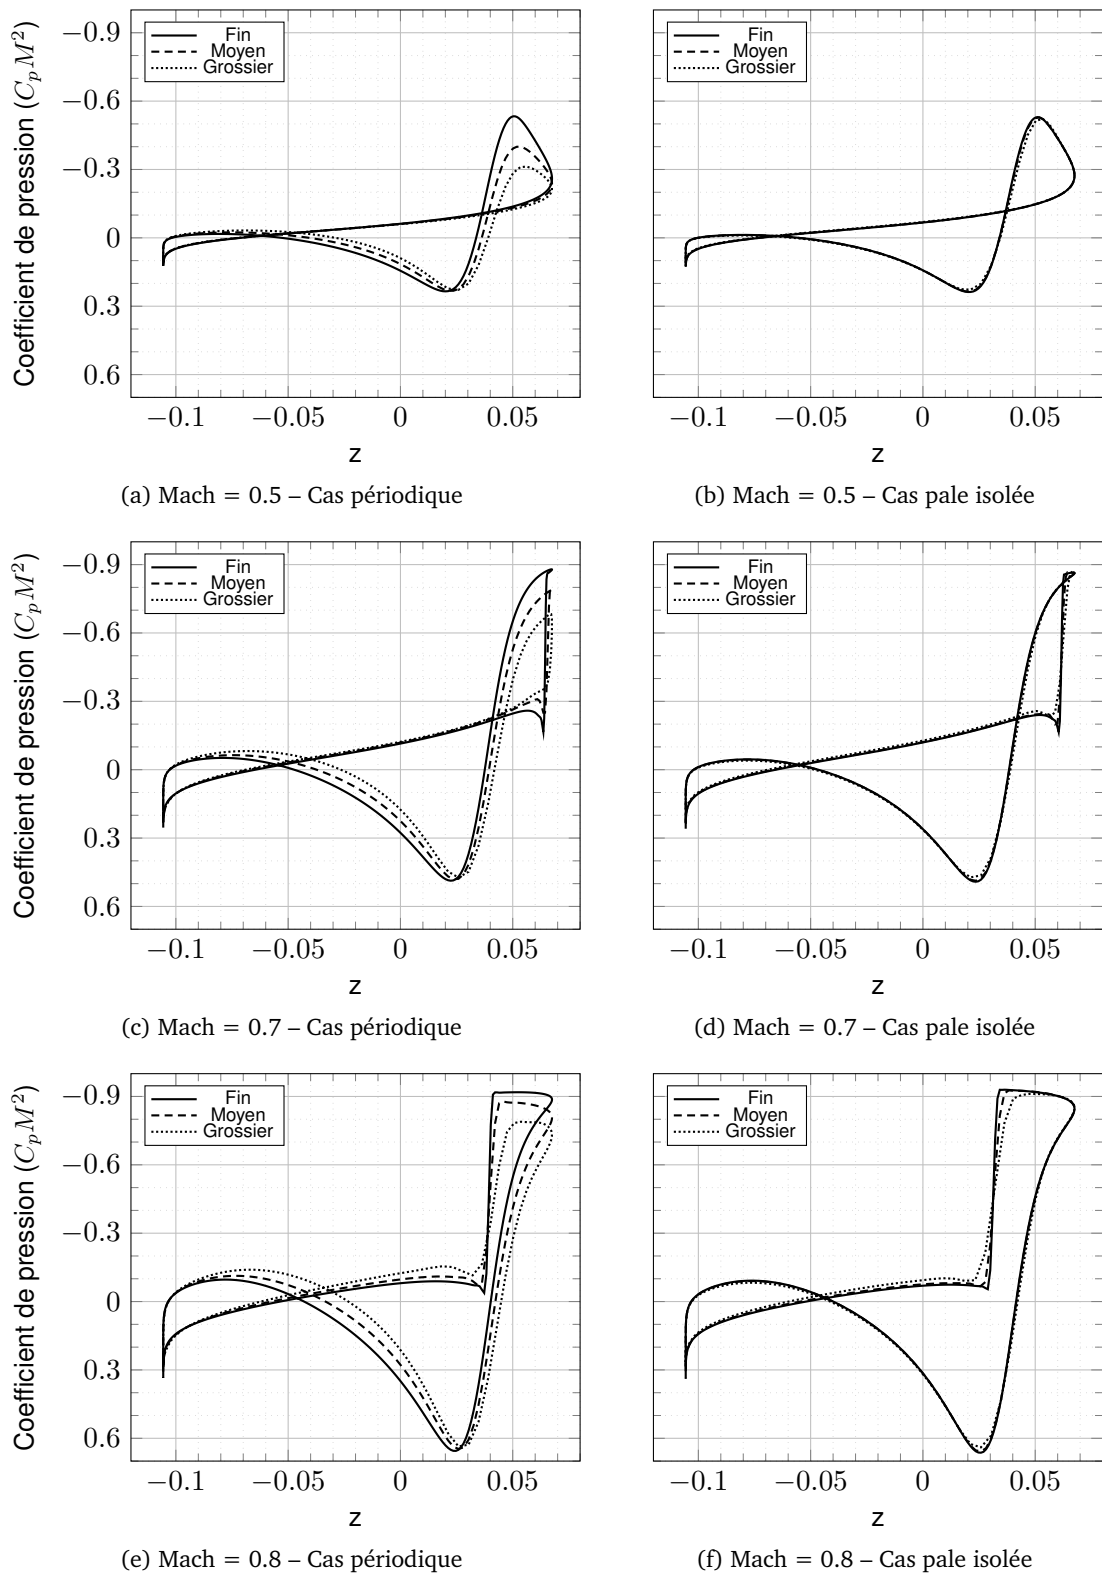 Coefficient de pression (CₚM²)
−0.9
−0.6
−0.3
0
0.3
0.6
Fin
Moyen
Grossier
−0.1 −0.05 0 0.05
z
(a) Mach = 0.5 – Cas périodique
Fin
Moyen
Grossier
−0.1 −0.05 0 0.05
z
(b) Mach = 0.5 – Cas pale isolée
Coefficient de pression (CₚM²)
−0.9
−0.6
−0.3
0
0.3
0.6
Fin
Moyen
Grossier
−0.1 −0.05 0 0.05
z
(c) Mach = 0.7 – Cas périodique
Fin
Moyen
Grossier
−0.1 −0.05 0 0.05
z
(d) Mach = 0.7 – Cas pale isolée
Coefficient de pression (CₚM²)
−0.9
−0.6
−0.3
0
0.3
0.6
Fin
Moyen
Grossier
−0.1 −0.05 0 0.05
z
(e) Mach = 0.8 – Cas périodique
Fin
Moyen
Grossier
−0.1 −0.05 0 0.05
z
(f) Mach = 0.8 – Cas pale isolée